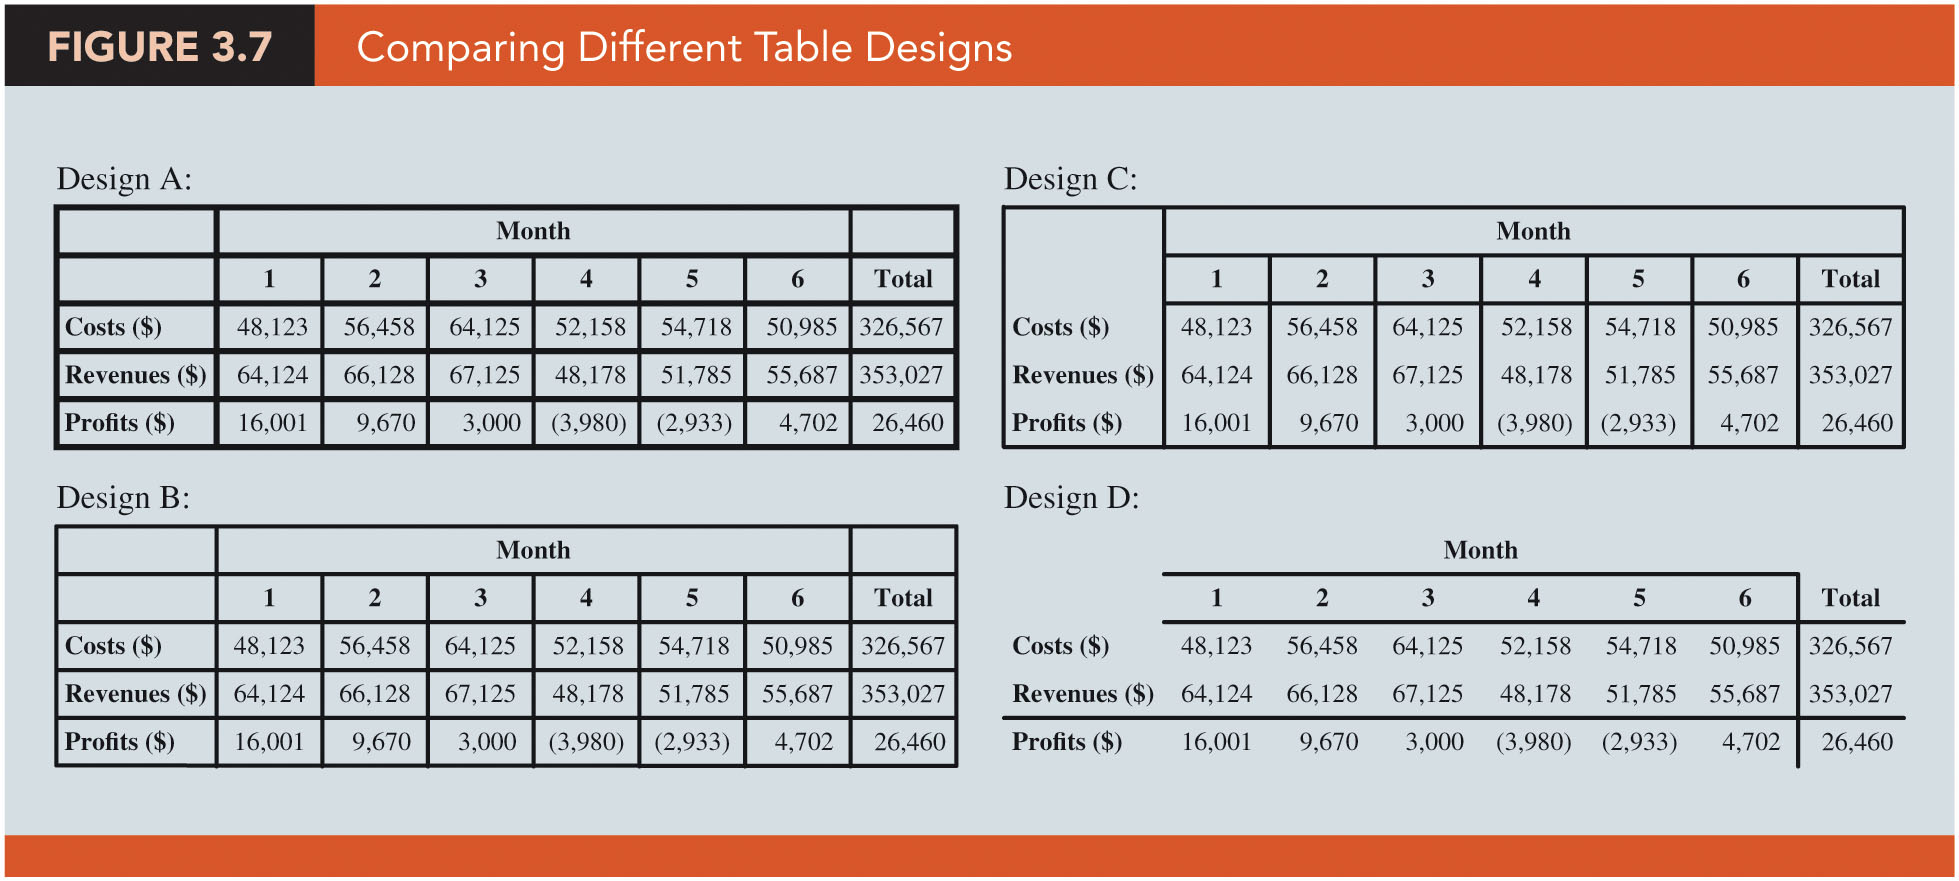 FIGURE 3.7 Comparing Different Table Designs
Design A:
Month
1 2 3 4 5 6 Total
Costs ($) 48,123 56,458 64,125 52,158 54,718 50,985 326,567
Revenues ($) 64,124 66,128 67,125 48,178 51,785 55,687 353,027
Profits ($) 16,001 9,670 3,000 (3,980) (2,933) 4,702 26,460
Design B:
Month
1 2 3 4 5 6 Total
Costs ($) 48,123 56,458 64,125 52,158 54,718 50,985 326,567
Revenues ($) 64,124 66,128 67,125 48,178 51,785 55,687 353,027
Profits ($) 16,001 9,670 3,000 (3,980) (2,933) 4,702 26,460
Design C:
Month
1 2 3 4 5 6 Total
Costs ($) 48,123 56,458 64,125 52,158 54,718 50,985 326,567
Revenues ($) 64,124 66,128 67,125 48,178 51,785 55,687 353,027
Profits ($) 16,001 9,670 3,000 (3,980) (2,933) 4,702 26,460
Design D:
Month
1 2 3 4 5 6 Total
Costs ($) 48,123 56,458 64,125 52,158 54,718 50,985 326,567
Revenues ($) 64,124 66,128 67,125 48,178 51,785 55,687 353,027
Profits ($) 16,001 9,670 3,000 (3,980) (2,933) 4,702 26,460